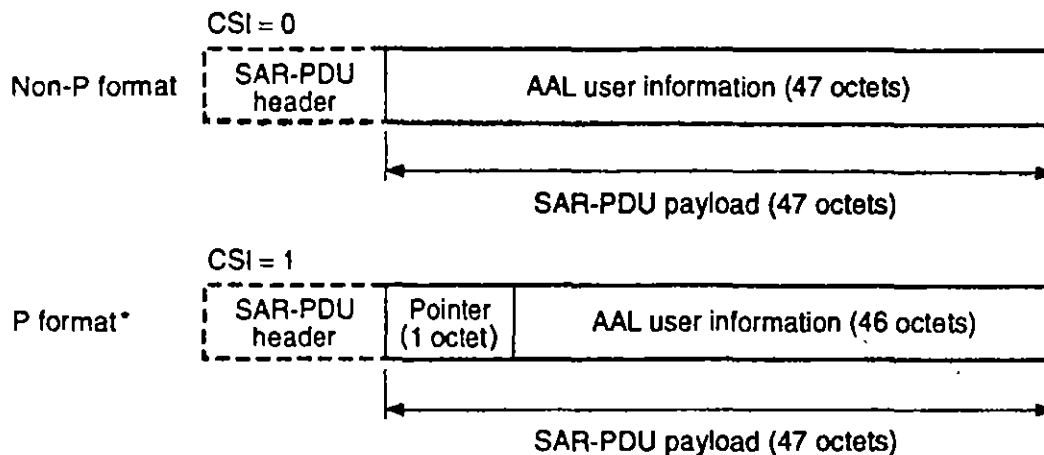 CSI = 0
Non-P format
SAR-PDU
header
AAL user information (47 octets)
SAR-PDU payload (47 octets)
CSI = 1
P format*
SAR-PDU
header
Pointer
(1 octet)
AAL user information (46 octets)
SAR-PDU payload (47 octets)